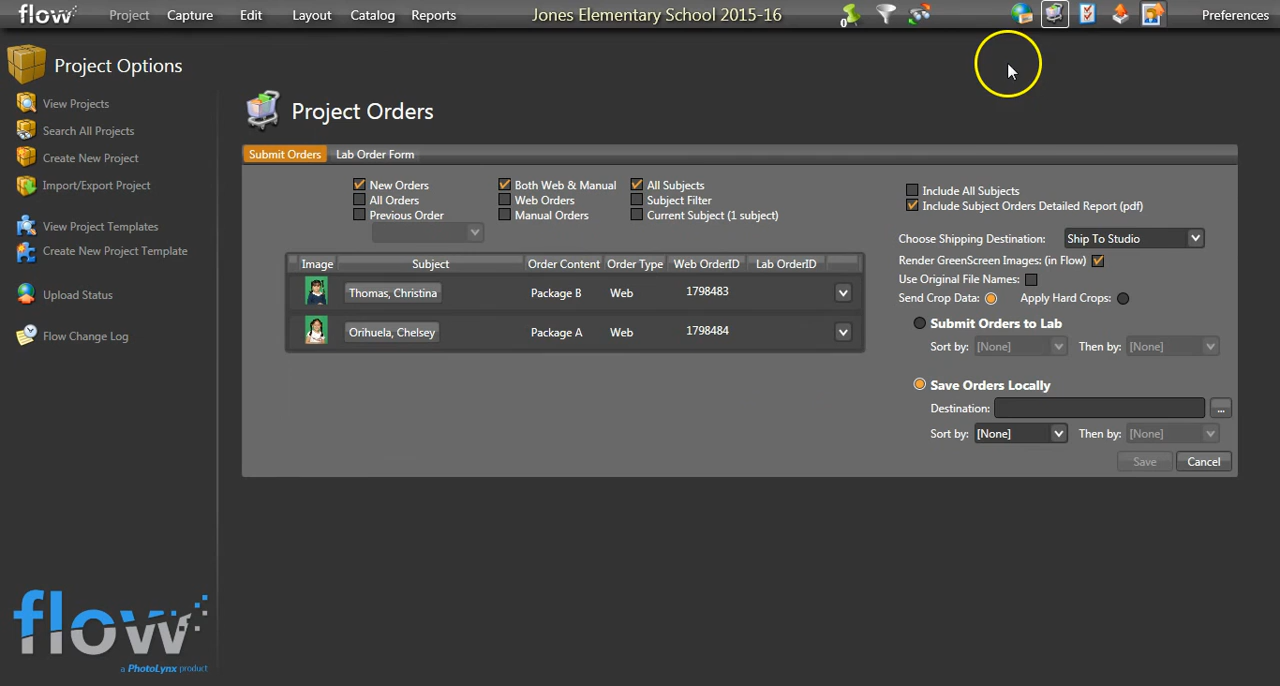 flow Project Capture Edit Layout Catalog Reports Jones Elementary School 2015-16 0 Preferences
Project Options
View Projects
Search All Projects
Create New Project
Import/Export Project
View Project Templates
Create New Project Template
Upload Status
Flow Change Log
Project Orders
Submit Orders Lab Order Form
New Orders Both Web & Manual All Subjects
All Orders Web Orders Subject Filter
Previous Order Manual Orders Current Subject (1 subject)
Image Subject Order Content Order Type Web OrderID Lab OrderID
Thomas, Christina Package B Web 1798483
Orihuela, Chelsey Package A Web 1798484
Include All Subjects
Include Subject Orders Detailed Report (pdf)
Choose Shipping Destination: Ship To Studio
Render GreenScreen Images: (in Flow)
Use Original File Names:
Send Crop Data: Apply Hard Crops:
Submit Orders to Lab
Sort by: [None] Then by: [None]
Save Orders Locally
Destination: ...
Sort by: [None] Then by: [None]
Save Cancel
flow
a PhotoLynx product